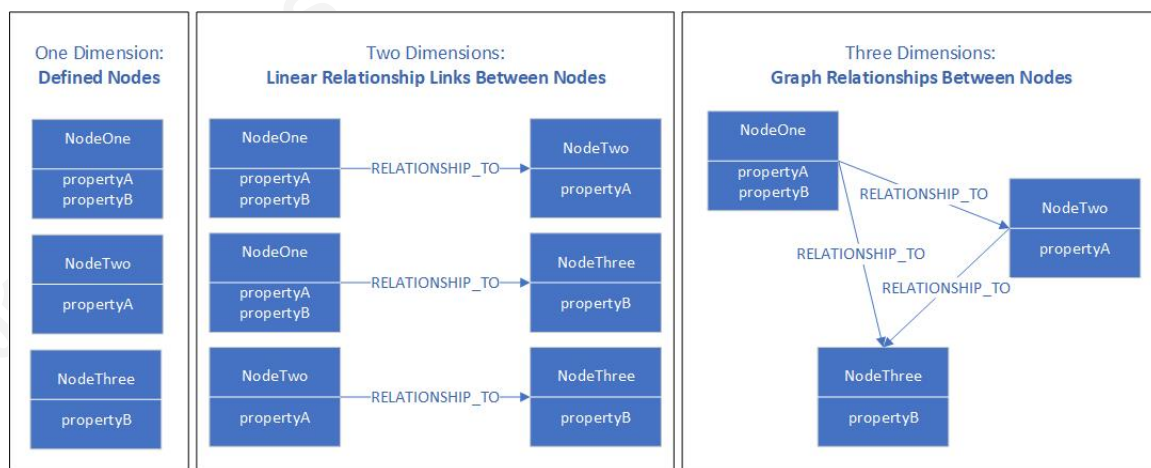 One Dimension:
Defined Nodes
NodeOne
propertyA
propertyB
NodeTwo
propertyA
NodeThree
propertyB
Two Dimensions:
Linear Relationship Links Between Nodes
NodeOne
propertyA
propertyB
RELATIONSHIP_TO
NodeTwo
propertyA
NodeOne
propertyA
propertyB
RELATIONSHIP_TO
NodeThree
propertyB
NodeTwo
propertyA
RELATIONSHIP_TO
NodeThree
propertyB
Three Dimensions:
Graph Relationships Between Nodes
NodeOne
propertyA
propertyB
RELATIONSHIP_TO
NodeTwo
propertyA
RELATIONSHIP_TO
RELATIONSHIP_TO
NodeThree
propertyB